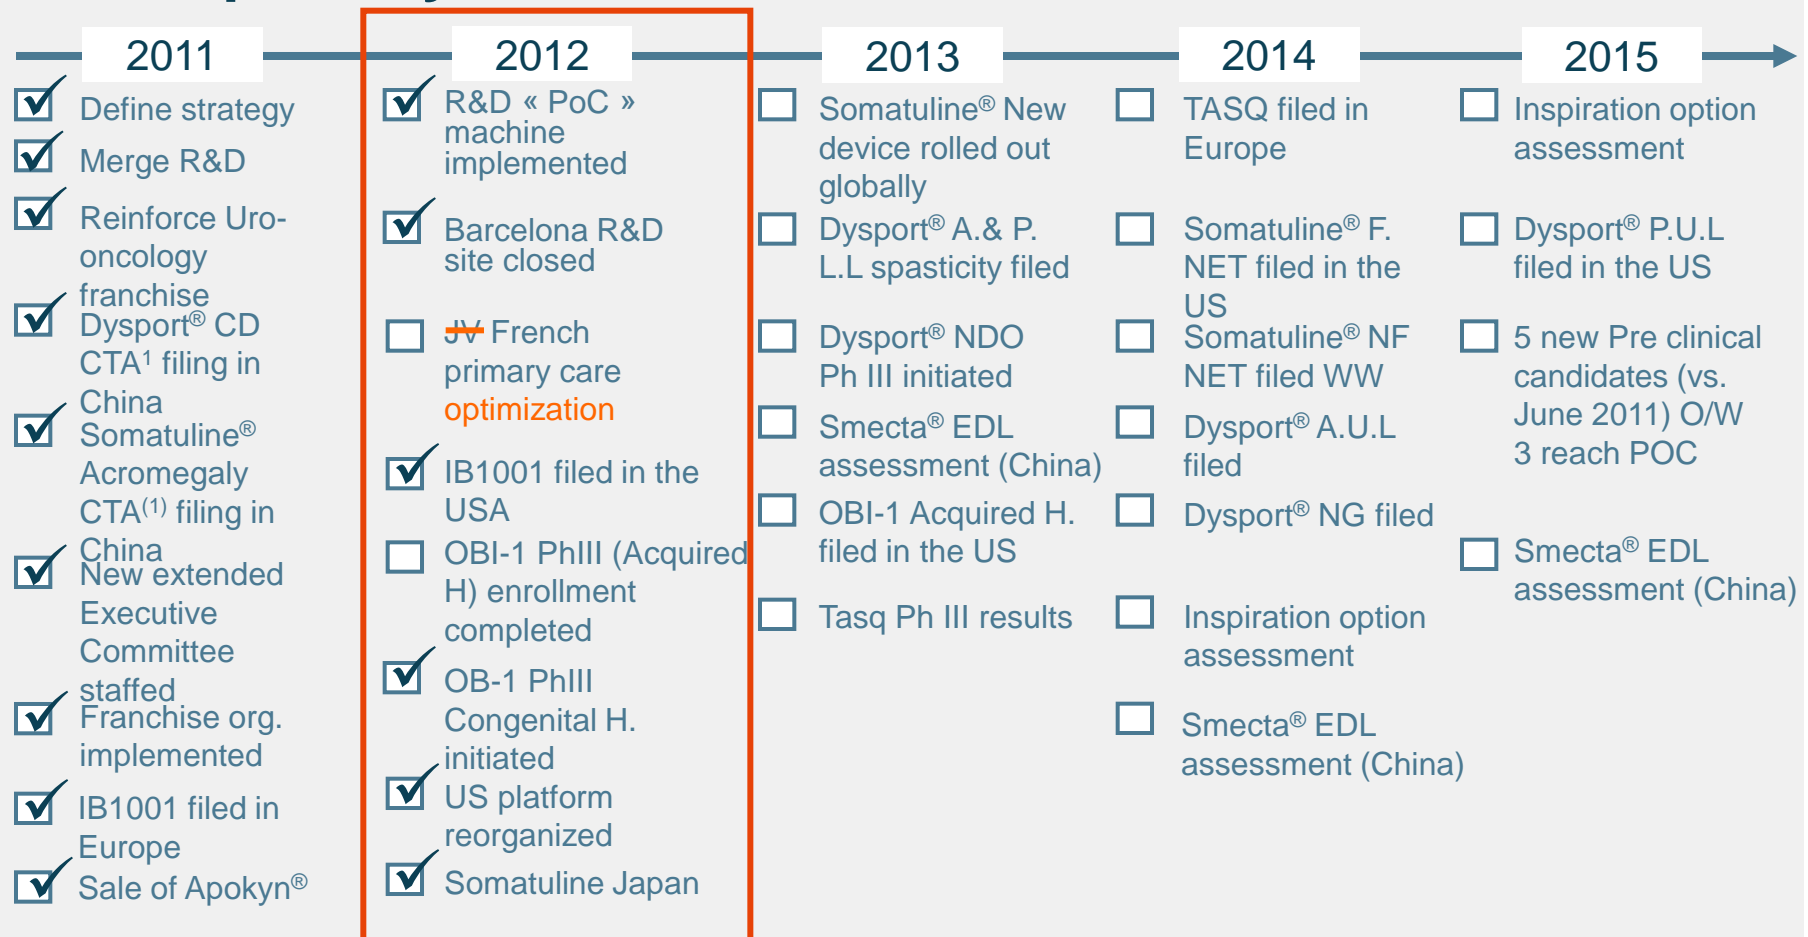 2011
Define strategy
Merge R&D
Reinforce Uro-
oncology
franchise
Dysport® CD
CTA¹ filing in
China
Somatuline®
Acromegaly
CTA⁽¹⁾ filing in
China
New extended
Executive
Committee
staffed
Franchise org.
implemented
IB1001 filed in
Europe
Sale of Apokyn®
2012
R&D « PoC »
machine
implemented
Barcelona R&D
site closed
JV French
primary care
optimization
IB1001 filed in the
USA
OBI-1 PhIII (Acquired
H) enrollment
completed
OB-1 PhIII
Congenital H.
initiated
US platform
reorganized
Somatuline Japan
2013
Somatuline® New
device rolled out
globally
Dysport® A.& P.
L.L spasticity filed
Dysport® NDO
Ph III initiated
Smecta® EDL
assessment (China)
OBI-1 Acquired H.
filed in the US
Tasq Ph III results
2014
TASQ filed in
Europe
Somatuline® F.
NET filed in the
US
Somatuline® NF
NET filed WW
Dysport® A.U.L
filed
Dysport® NG filed
Inspiration option
assessment
Smecta® EDL
assessment (China)
2015
Inspiration option
assessment
Dysport® P.U.L
filed in the US
5 new Pre clinical
candidates (vs.
June 2011) O/W
3 reach POC
Smecta® EDL
assessment (China)